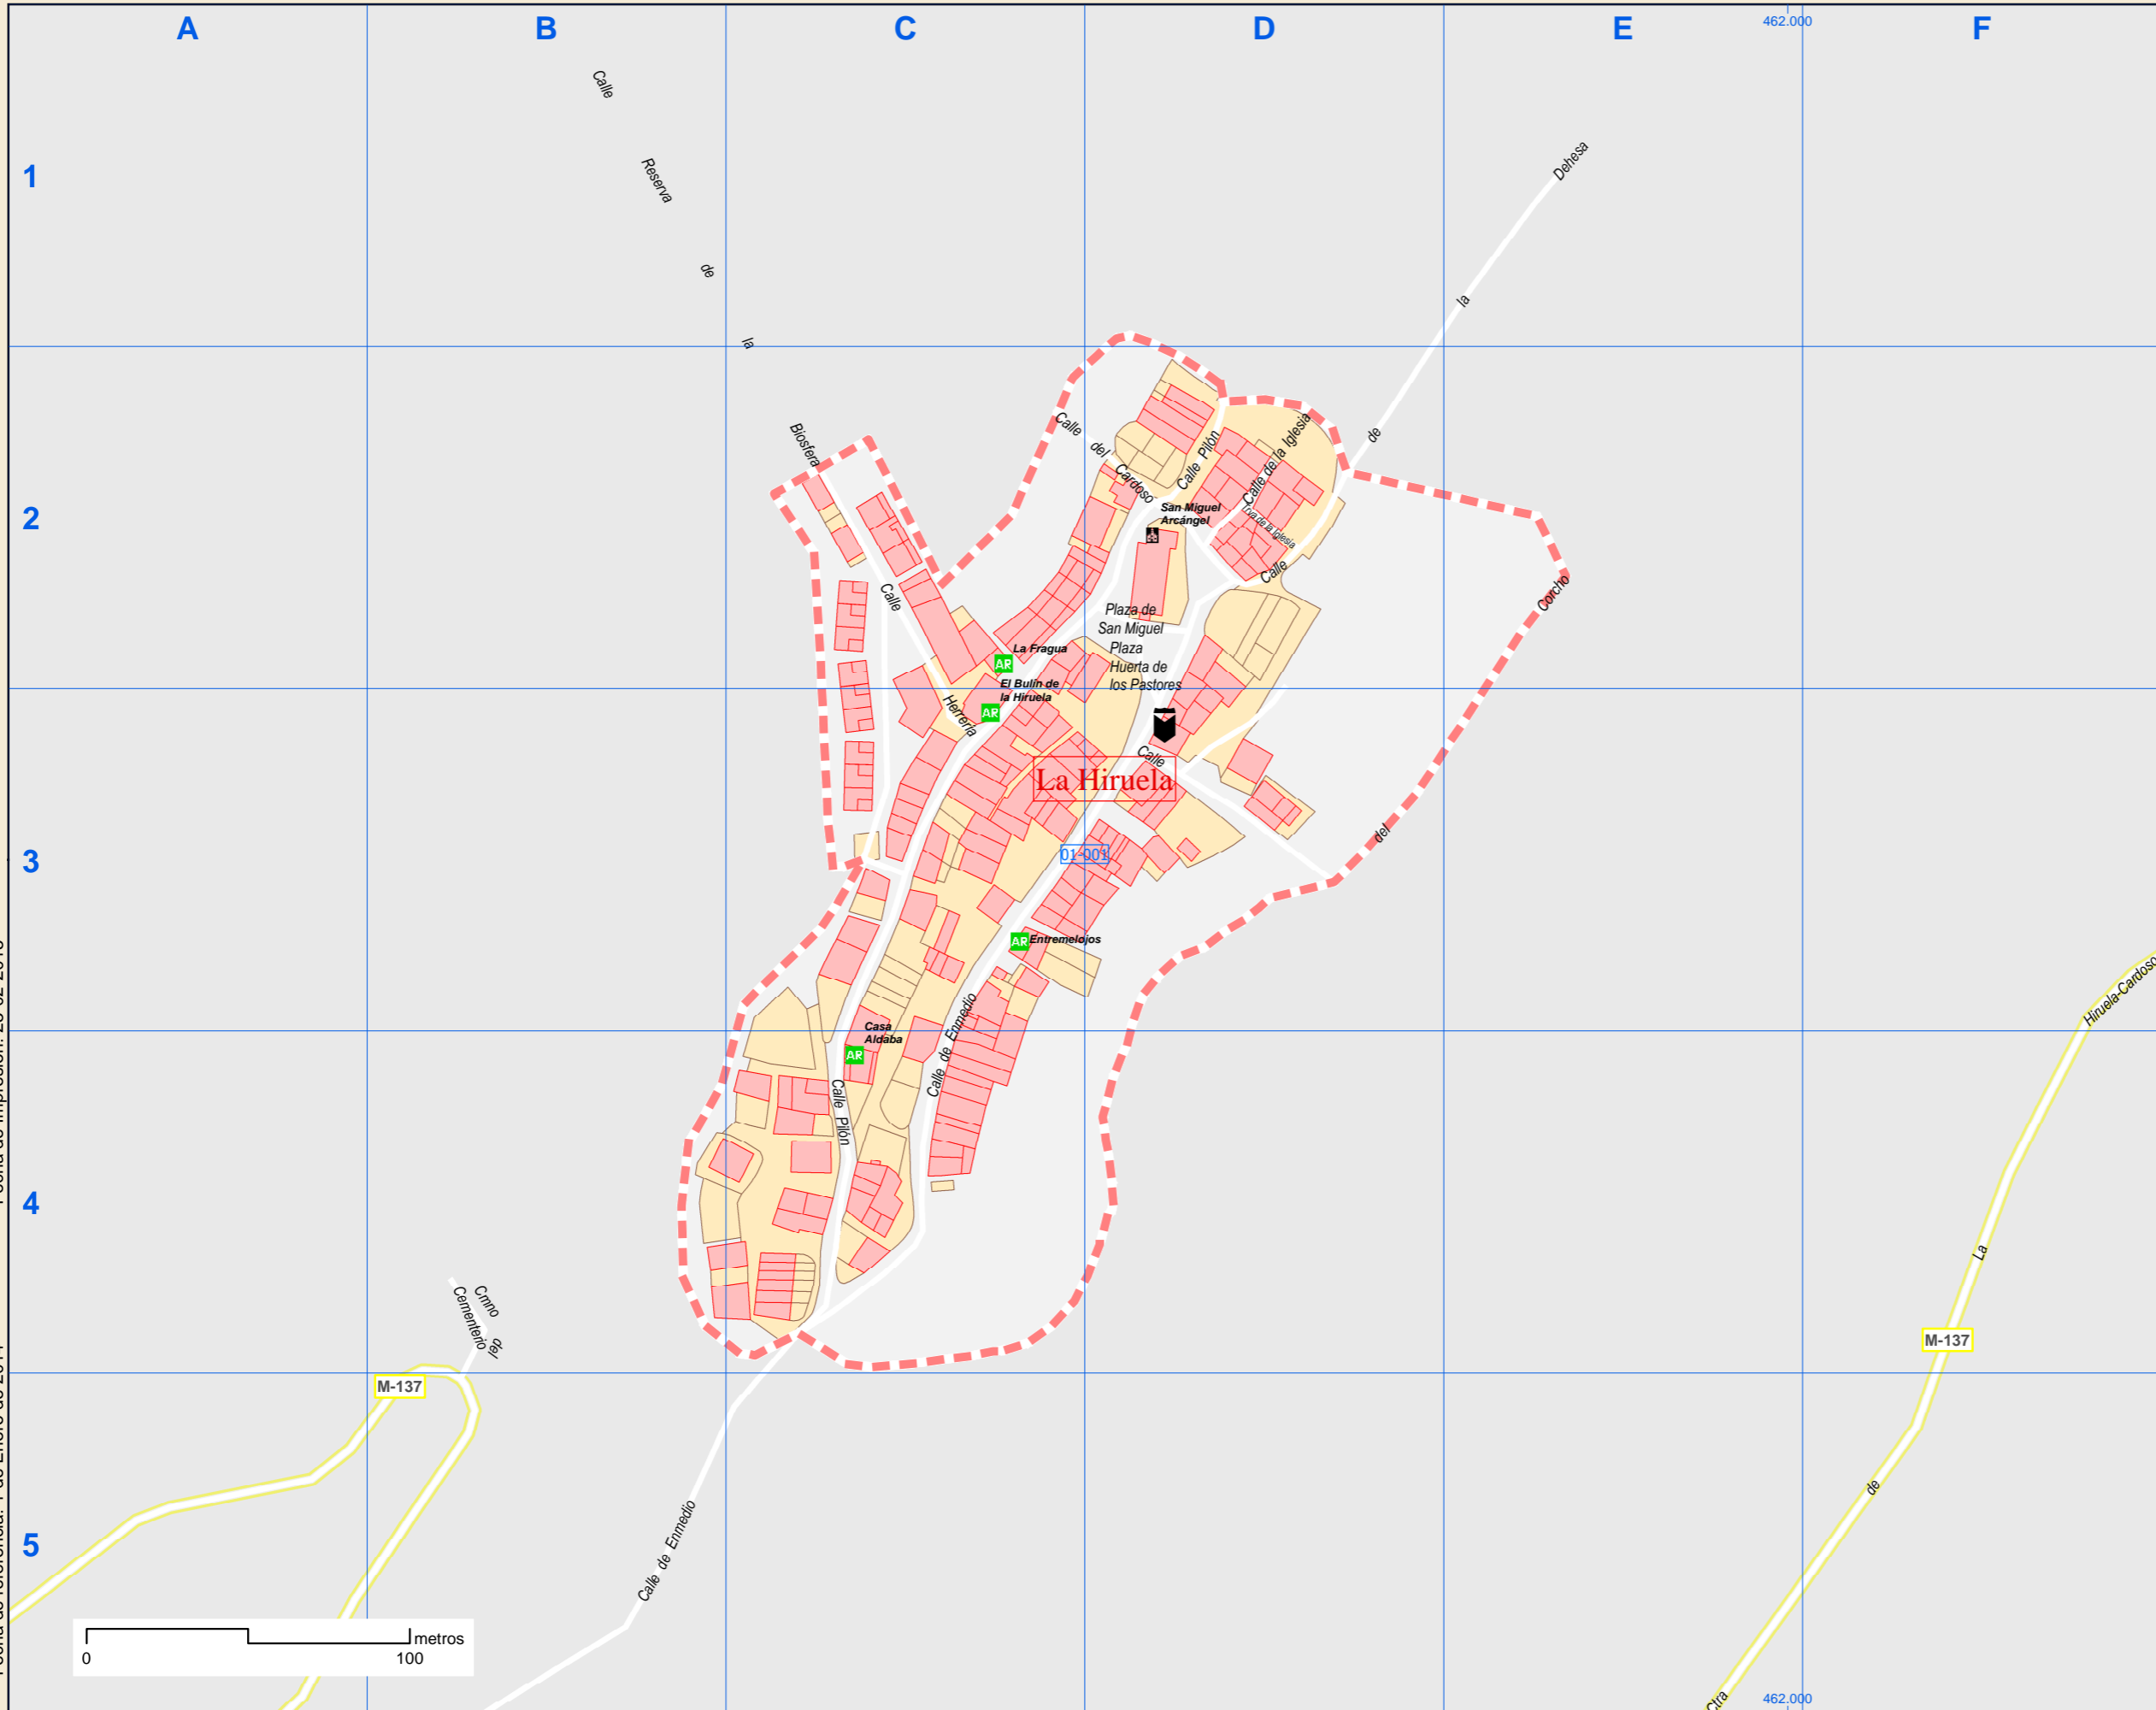 A
B
C
D
E
F
462.000
1
2
3
4
5
Calle
Reserva
de
la
Biosfera
Dehesa
la
de
Calle
Calle del Cardoso
Calle Pilón
Calle de la Iglesia
Trva de la Iglesia
San Miguel
Arcángel
Calle
Plaza de
San Miguel
Plaza
Huerta de
los Pastores
Corcho
del
Calle
AR
La Fragua
AR
El Bulín de
la Hiruela
Herrería
La Hiruela
01-001
AR
Entremelojos
Calle de Enmedio
Casa
Aldaba
AR
Calle Pilón
Hiruela-Cardoso
La
de
Ctra
M-137
Cmno
del
Cementerio
M-137
Calle de Enmedio
metros
0
100
462.000